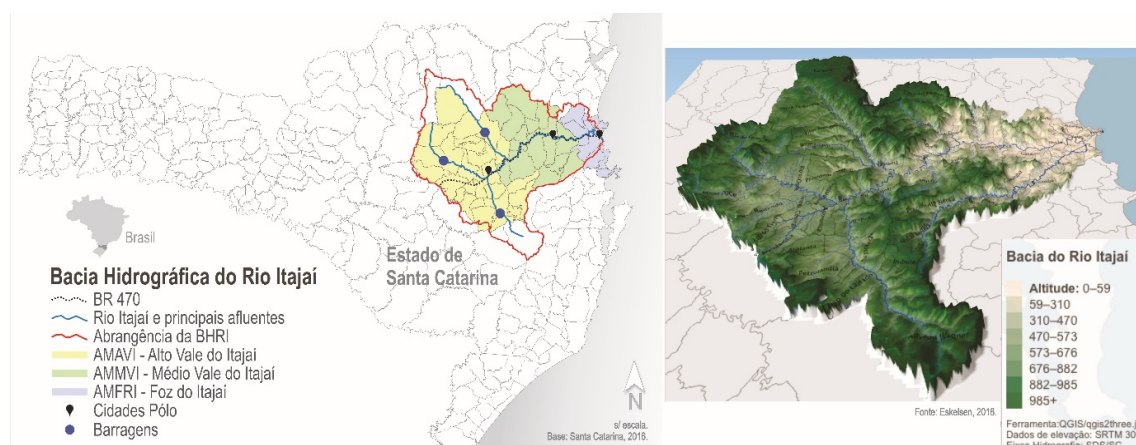 Brasil
Estado de
Santa Catarina
Bacia Hidrográfica do Rio Itajaí
BR 470
Rio Itajaí e principais afluentes
Abrangência da BHRI
AMAVI - Alto Vale do Itajaí
AMMVI - Médio Vale do Itajaí
AMFRI - Foz do Itajaí
Cidades Pólo
Barragens
N
s/ escala.
Base: Santa Catarina, 2016.
Bacia do Rio Itajaí
Altitude: 0–59
59–310
310–470
470–573
573–676
676–882
882–985
985+
Fonte: Eskelsen, 2016.
Ferramenta:QGIS/qgis2three.
Dados de elevação: SRTM 30